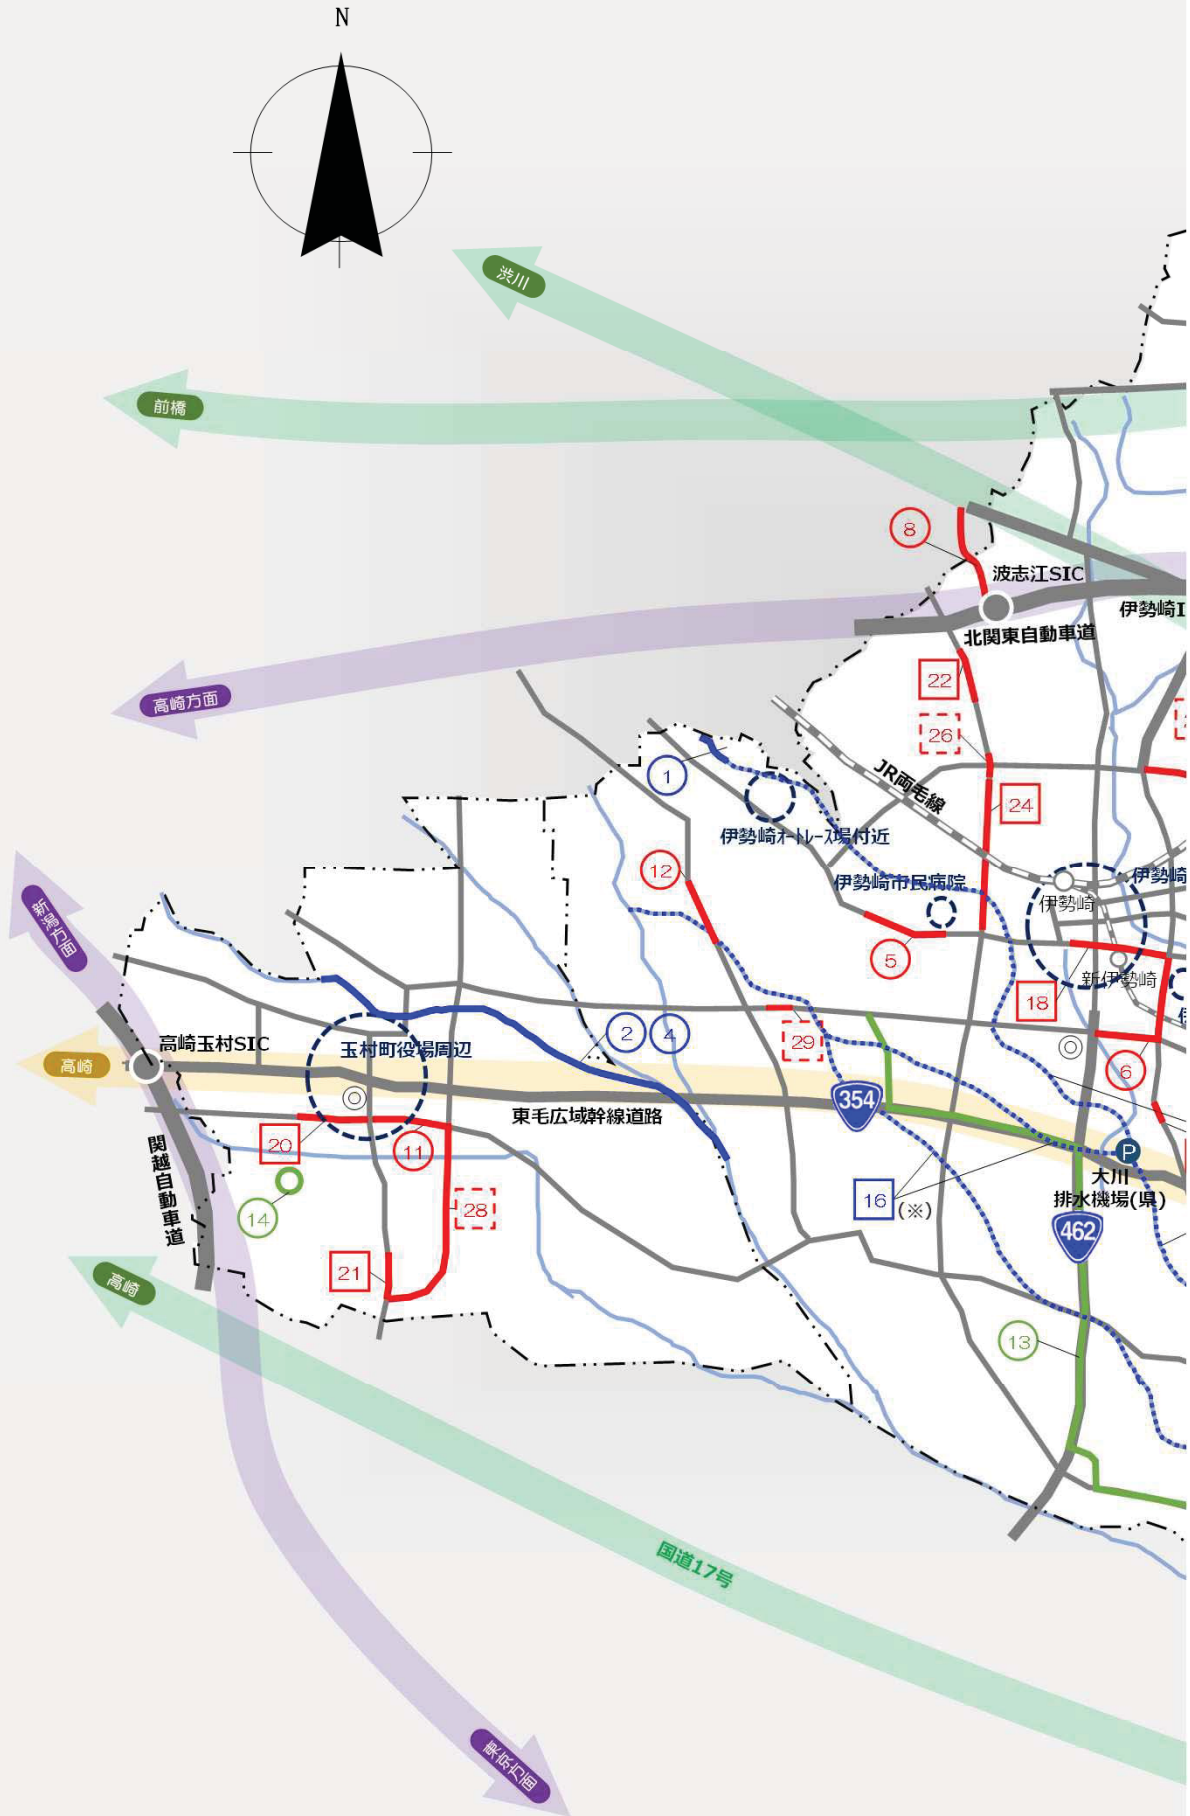 N
渋川
前橋
8
波志江SIC
伊勢崎I
北関東自動車道
22
高崎方面
26
1
JR両毛線
24
伊勢崎オートレース場付近
12
伊勢崎市民病院
伊勢崎
伊勢崎
新潟方面
5
新伊勢崎
18
2
4
29
高崎玉村SIC
玉村町役場周辺
高崎
6
354
東毛広域幹線道路
20
11
P
大川
排水機場(県)
関越自動車道
14
28
16
(※)
462
21
高崎
13
国道17号
東京方面